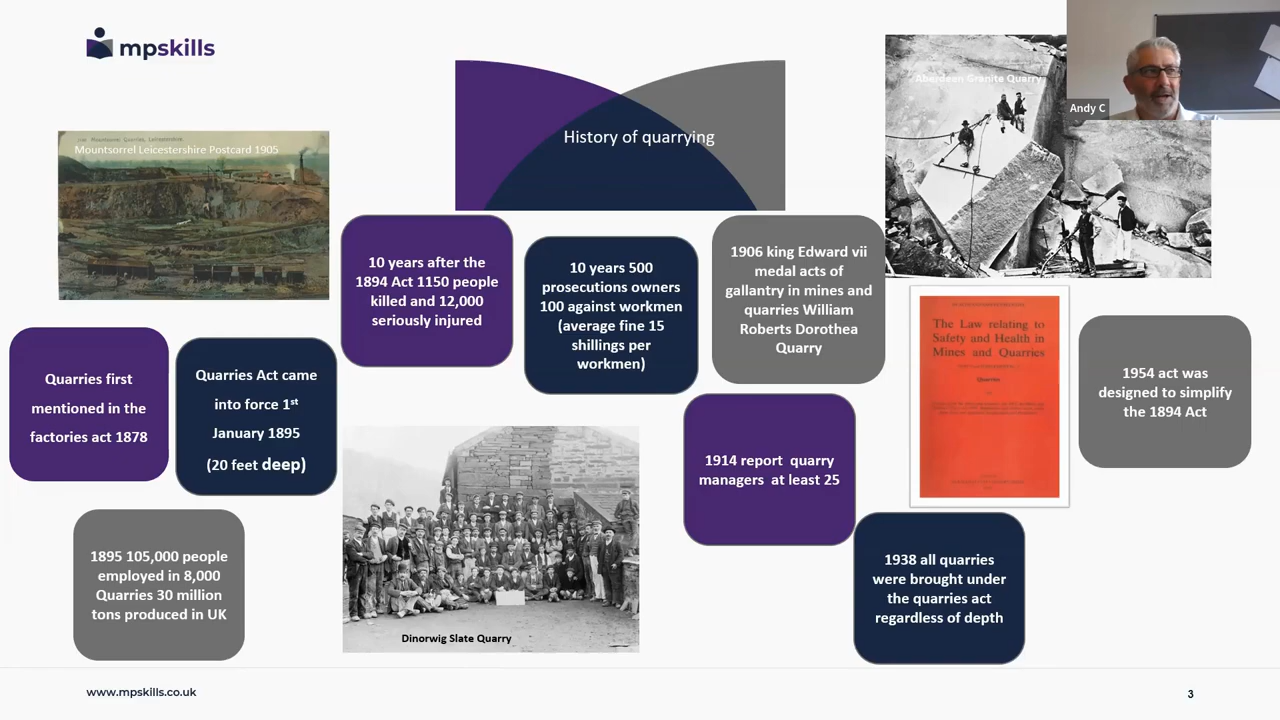 mpskills
History of quarrying
Aberdeen Granite Quarry
Andy C
Mountsorrel Leicestershire Postcard 1905
10 years after the
1894 Act 1150 people
killed and 12,000
seriously injured
10 years 500
prosecutions owners
100 against workmen
(average fine 15
shillings per
workmen)
1906 king Edward vii
medal acts of
gallantry in mines and
quarries William
Roberts Dorothea
Quarry
The Law relating to
Safety and Health in
Mines and Quarries
Quarries
1954 act was
designed to simplify
the 1894 Act
Quarries first
mentioned in the
factories act 1878
Quarries Act came
into force 1st
January 1895
(20 feet deep)
1914 report quarry
managers at least 25
1895 105,000 people
employed in 8,000
Quarries 30 million
tons produced in UK
Dinorwig Slate Quarry
1938 all quarries
were brought under
the quarries act
regardless of depth
www.mpskills.co.uk
3